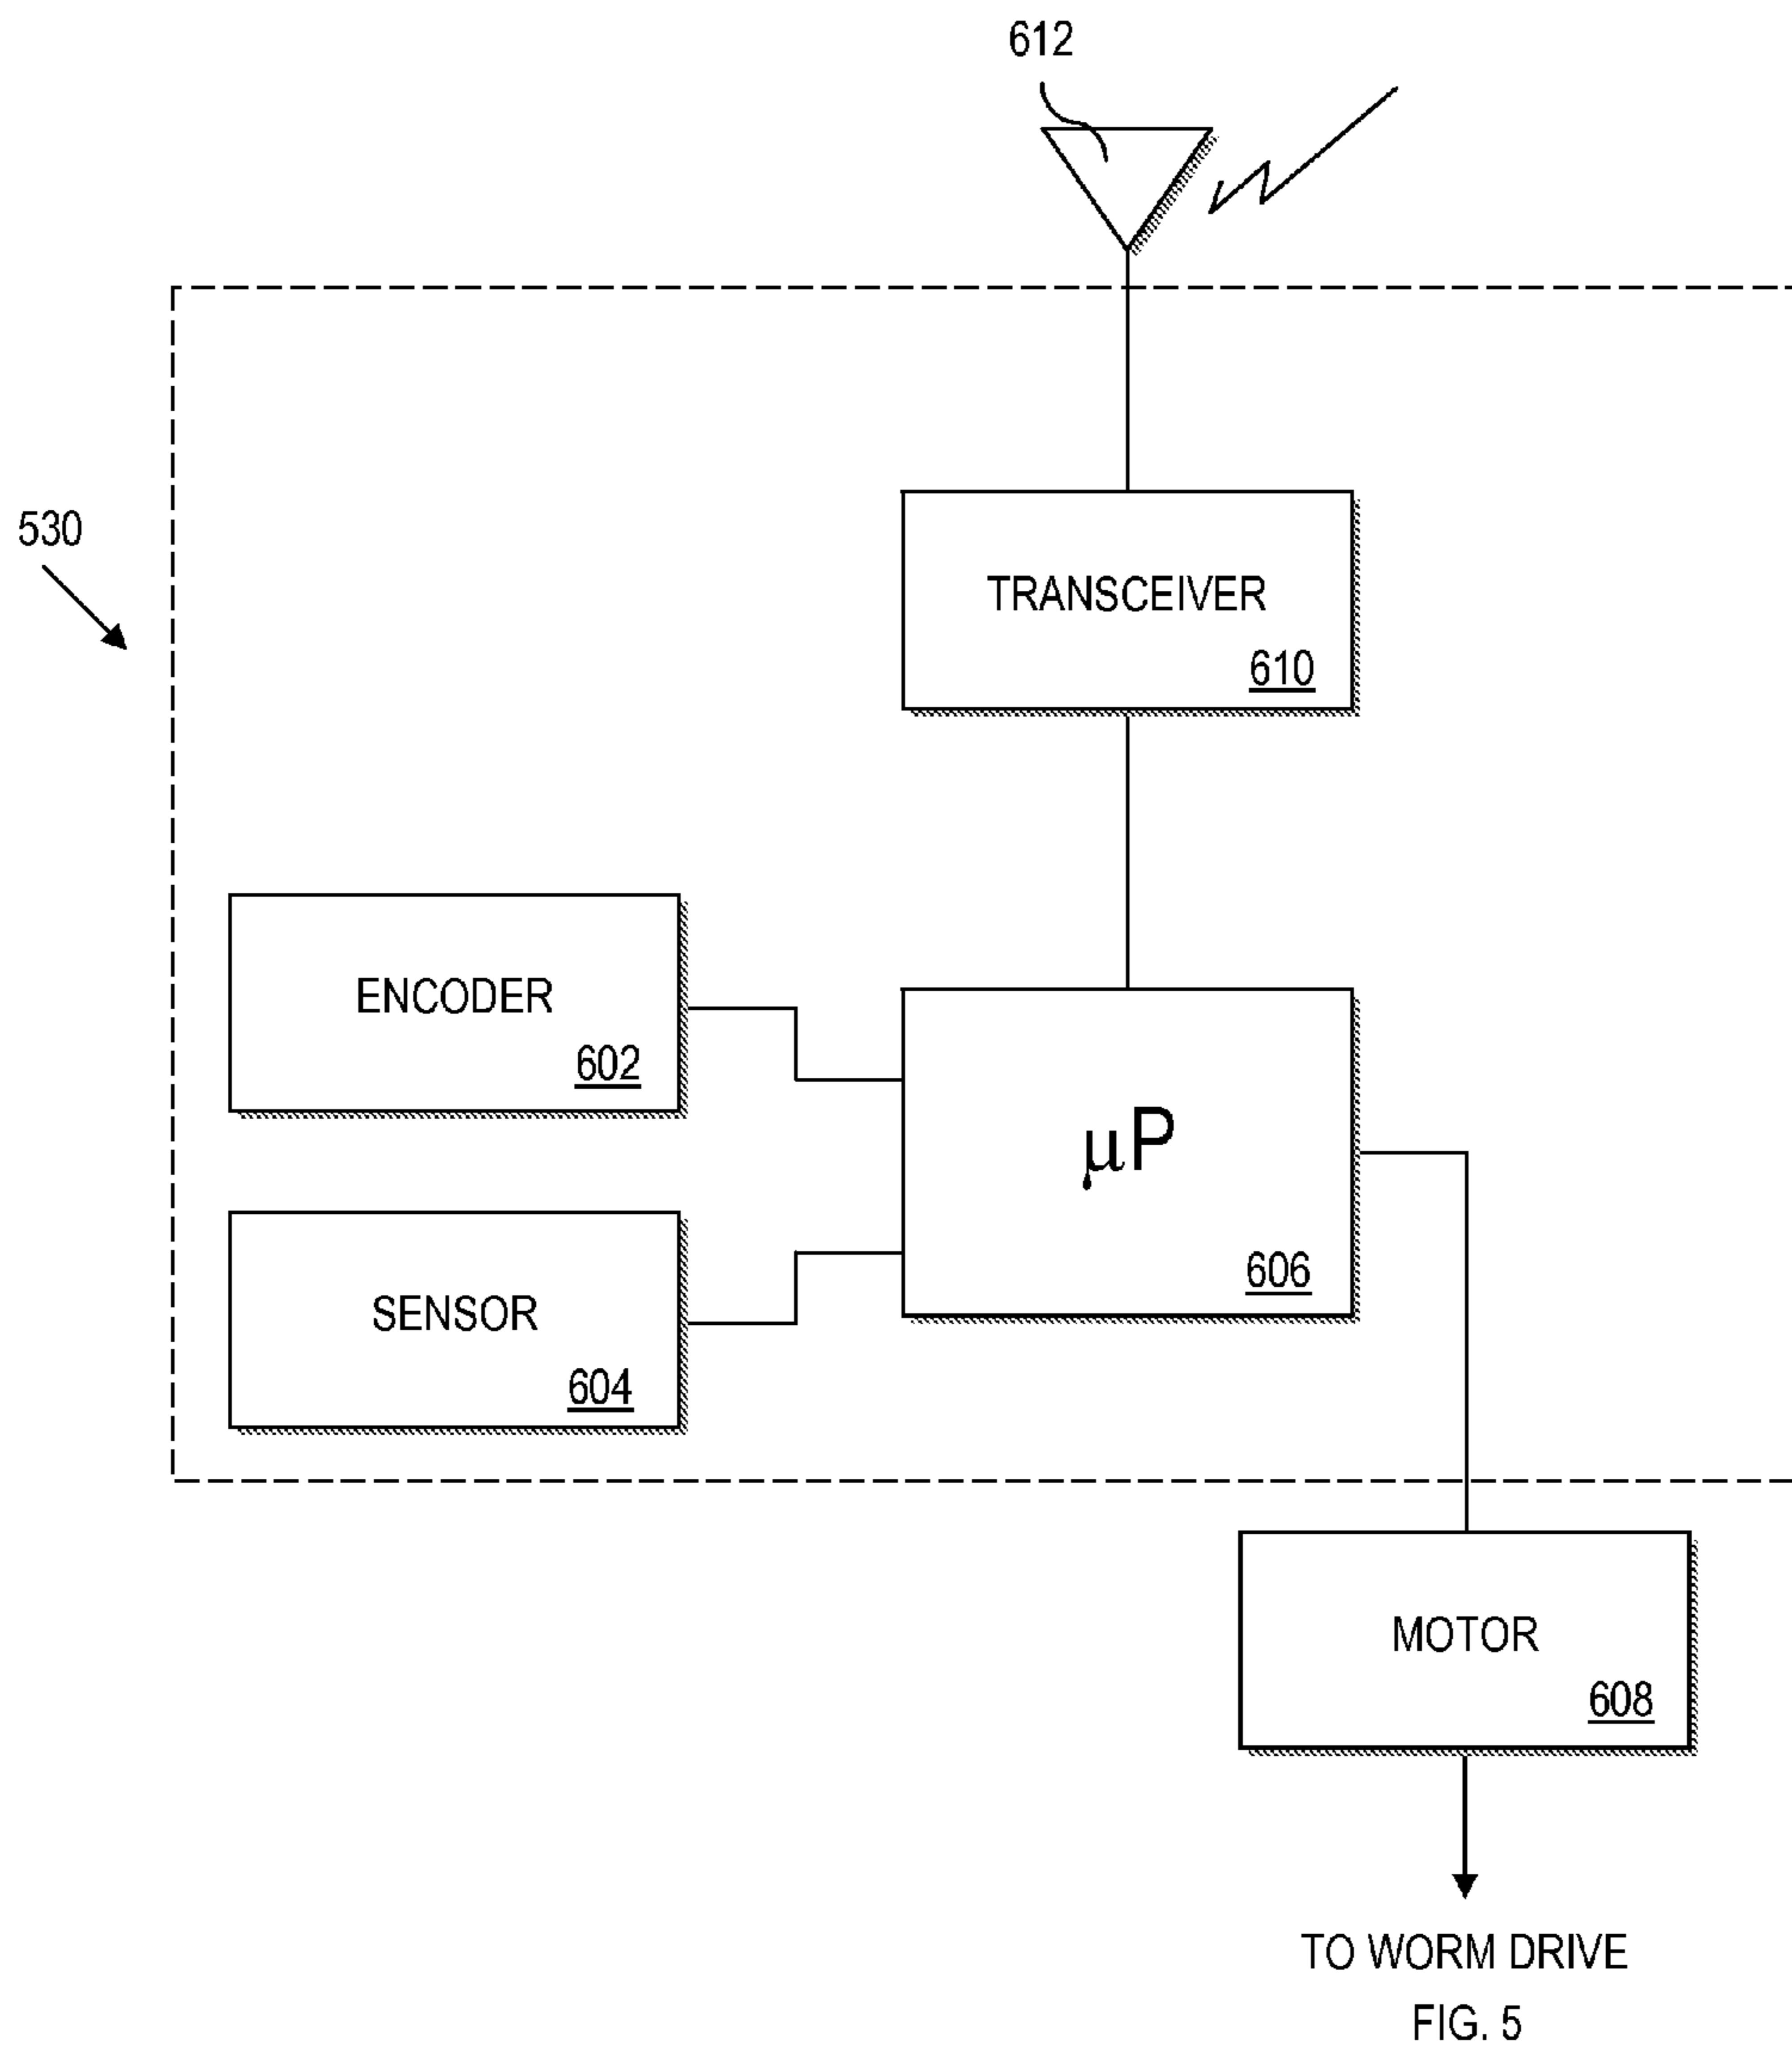 612
530
TRANSCEIVER
610
ENCODER
602
µP
606
SENSOR
604
MOTOR
608
TO WORM DRIVE
FIG. 5